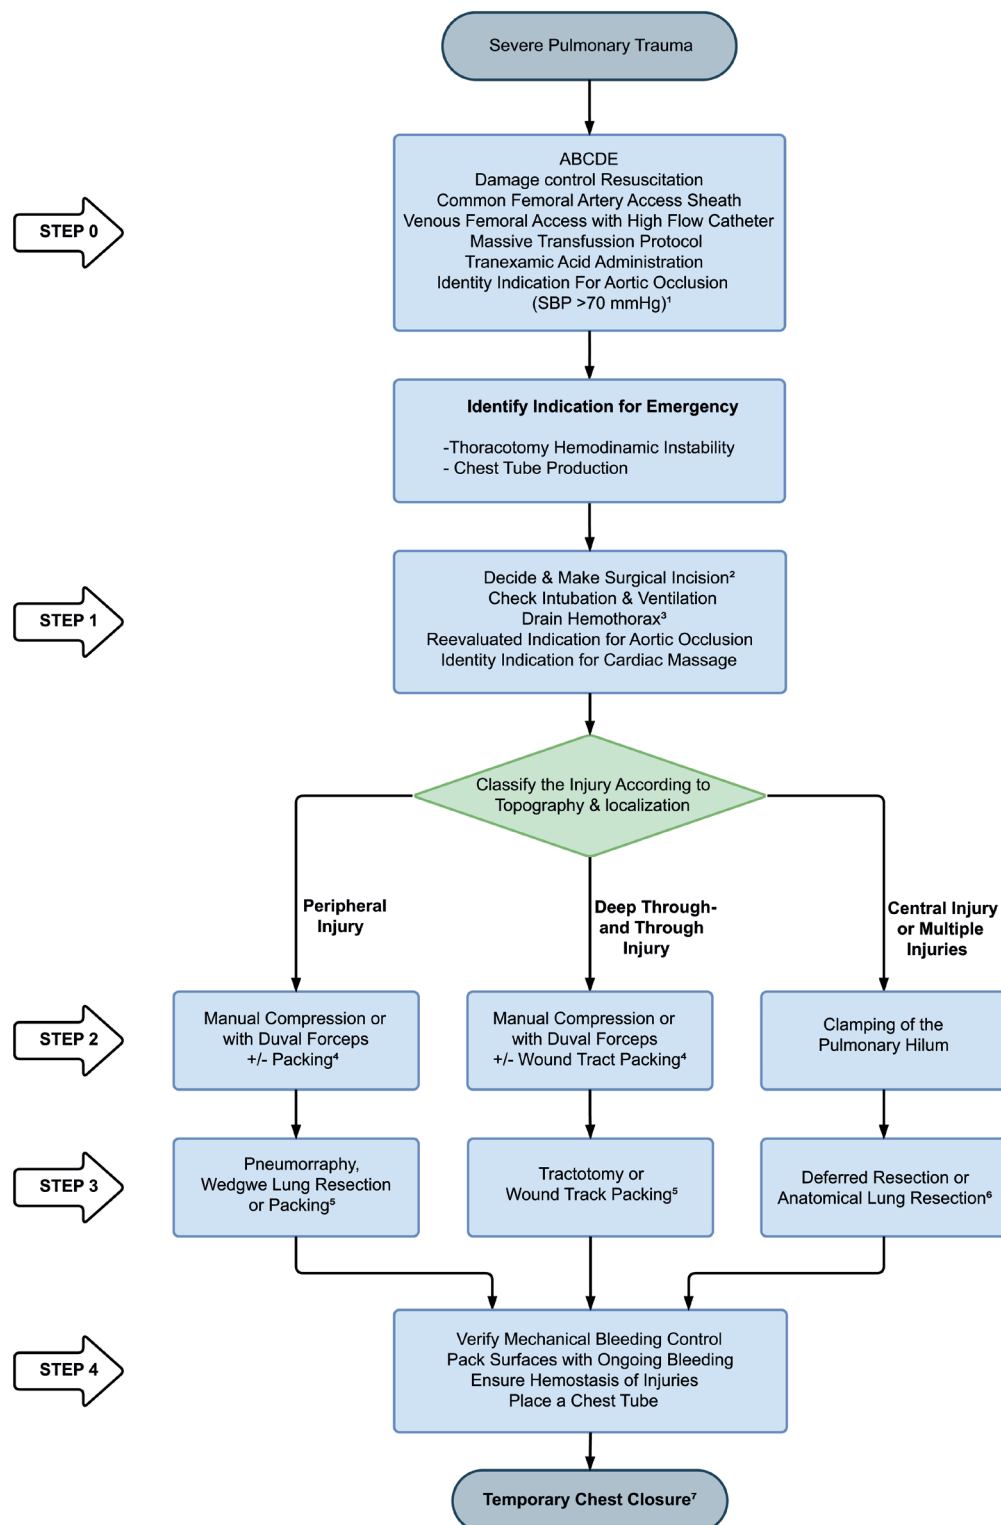 Severe Pulmonary Trauma
STEP 0
ABCDE
Damage control Resuscitation
Common Femoral Artery Access Sheath
Venous Femoral Access with High Flow Catheter
Massive Transfussion Protocol
Tranexamic Acid Administration
Identity Indication For Aortic Occlusion
(SBP >70 mmHg)¹
Identify Indication for Emergency
-Thoracotomy Hemodinamic Instability
- Chest Tube Production
STEP 1
Decide & Make Surgical Incision²
Check Intubation & Ventilation
Drain Hemothorax³
Reevaluated Indication for Aortic Occlusion
Identity Indication for Cardiac Massage
Classify the Injury According to
Topography & localization
Peripheral
Injury
Deep Through-
and Through
Injury
Central Injury
or Multiple
Injuries
STEP 2
Manual Compression or
with Duval Forceps
+/- Packing⁴
Manual Compression or
with Duval Forceps
+/- Wound Tract Packing⁴
Clamping of the
Pulmonary Hilum
STEP 3
Pneumorraphy,
Wedgwe Lung Resection
or Packing⁵
Tractotomy or
Wound Track Packing⁵
Deferred Resection or
Anatomical Lung Resection⁶
STEP 4
Verify Mechanical Bleeding Control
Pack Surfaces with Ongoing Bleeding
Ensure Hemostasis of Injuries
Place a Chest Tube
Temporary Chest Closure⁷